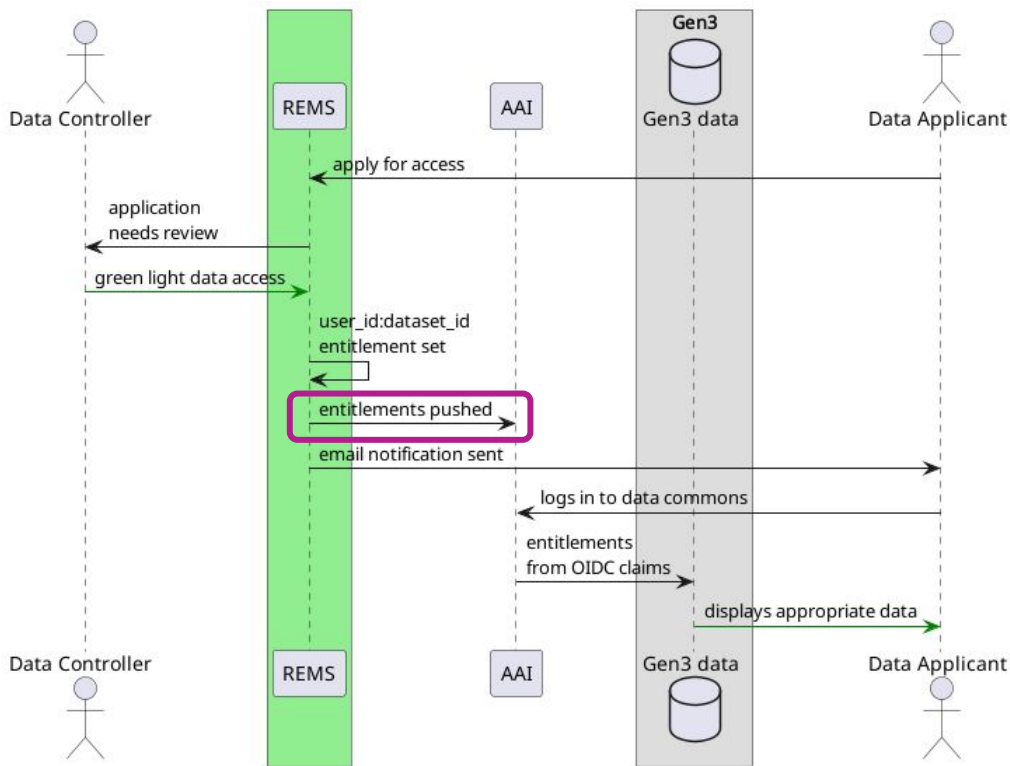 Gen3
Data Controller
REMS
AAI
Gen3 data
Data Applicant
apply for access
application
needs review
green light data access
user_id:dataset_id
entitlement set
entitlements pushed
email notification sent
logs in to data commons
entitlements
from OIDC claims
displays appropriate data
Data Controller
REMS
AAI
Gen3 data
Data Applicant